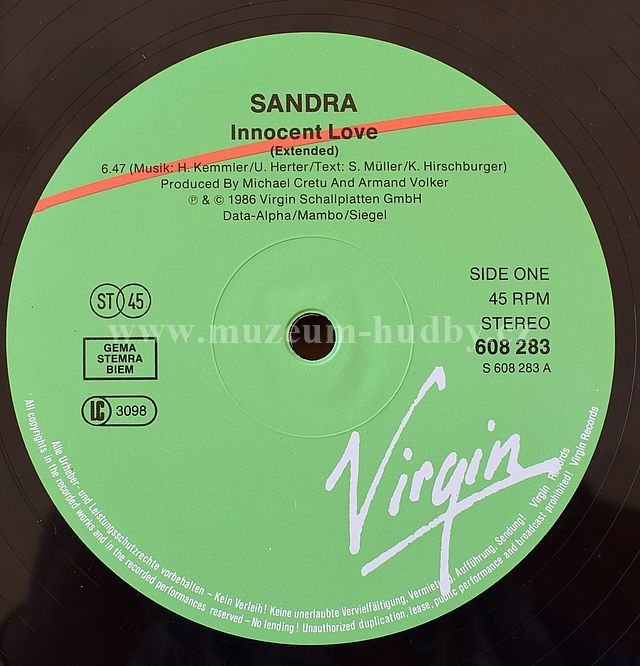 SANDRA
Innocent Love
(Extended)
6.47 (Musik: H. Kemmler/U. Herter/Text: S. Müller/K. Hirschburger)
Produced By Michael Cretu And Armand Volker
℗ & © 1986 Virgin Schallplatten GmbH
Data-Alpha/Mambo/Siegel
SIDE ONE
ST 45
45 RPM
www.muzeum-hudby.
STEREO
GEMA
STEMRA
BIEM
608 283
S 608 283 A
LC 3098
Virgin
Alle Urheber- und Leistungsschutzrechte vorbehalten – Kein Verleih! Keine unerlaubte Vervielfältigung, Vermietung, Aufführung, Sendung! Virgin Records
All copyrights in the recorded works and in the recorded performances reserved – No lending! Unauthorized duplication, lease, public performance and broadcast prohibited! Virgin Records